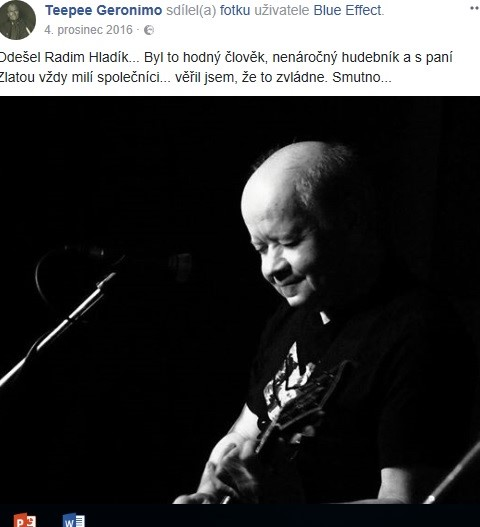 Teepee Geronimo sdílel(a) fotku uživatele Blue Effect.
4. prosinec 2016 ·
Odešel Radim Hladík... Byl to hodný člověk, nenáročný hudebník a s paní
Zlatou vždy milí společníci... věřil jsem, že to zvládne. Smutno...